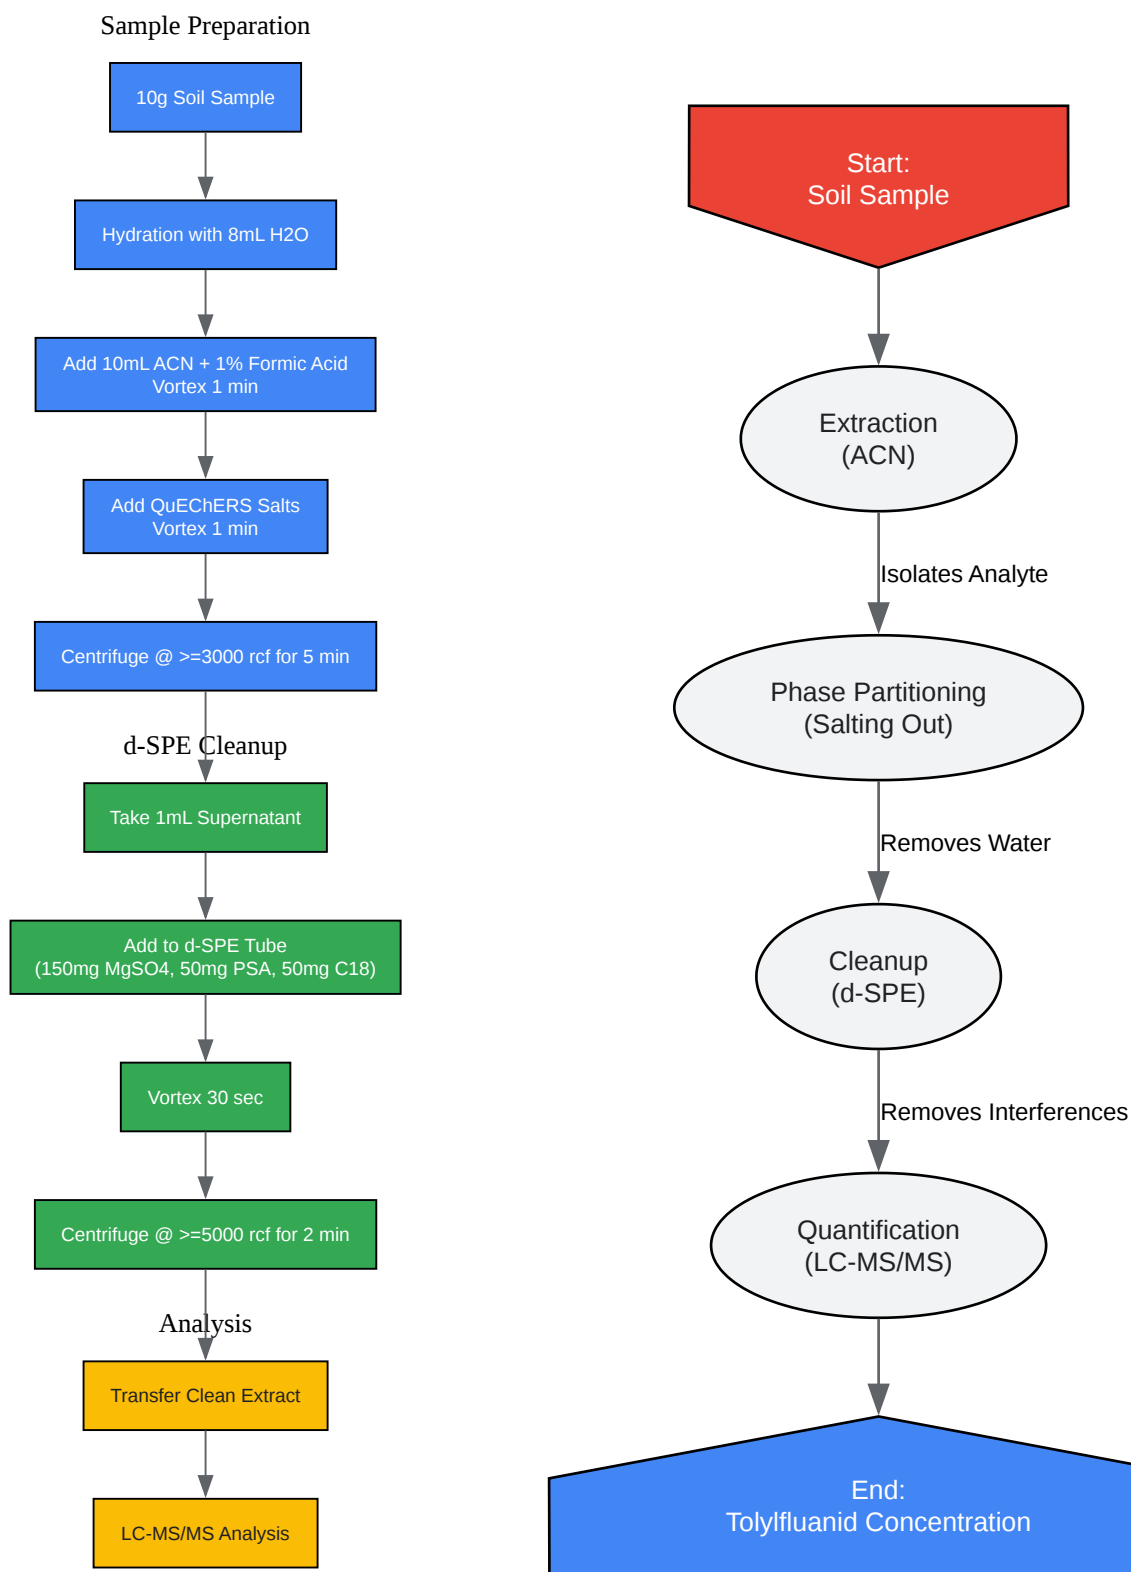 Sample Preparation
10g Soil Sample
Hydration with 8mL H2O
Add 10mL ACN + 1% Formic Acid
Vortex 1 min
Add QuEChERS Salts
Vortex 1 min
Centrifuge @ >=3000 rcf for 5 min
d-SPE Cleanup
Take 1mL Supernatant
Add to d-SPE Tube
(150mg MgSO4, 50mg PSA, 50mg C18)
Vortex 30 sec
Centrifuge @ >=5000 rcf for 2 min
Analysis
Transfer Clean Extract
LC-MS/MS Analysis
Start:
Soil Sample
Extraction
(ACN)
Isolates Analyte
Phase Partitioning
(Salting Out)
Removes Water
Cleanup
(d-SPE)
Removes Interferences
Quantification
(LC-MS/MS)
End:
Tolylfluanid Concentration